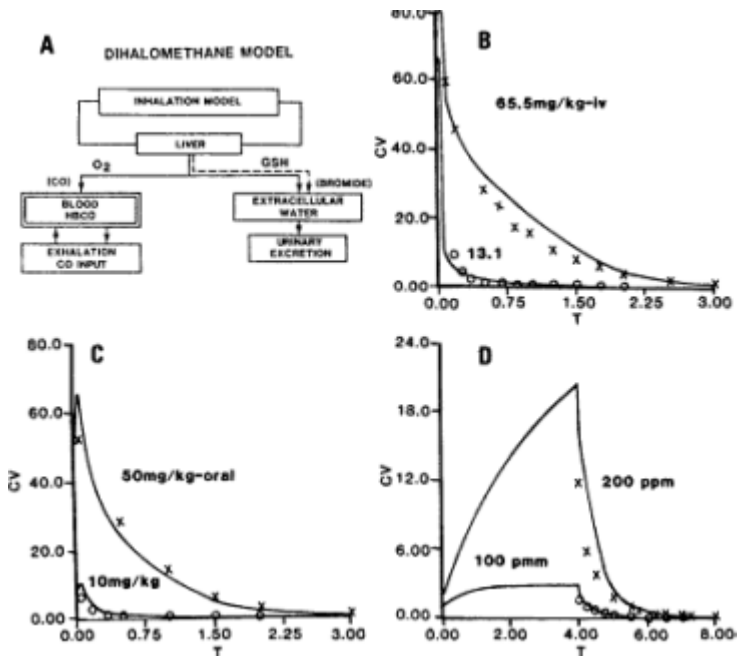 A
DIHALOMETHANE MODEL
INHALATION MODEL
LIVER
O₂
GSH
(CO)
(BROMIDE)
BLOOD
HBCO
EXTRACELLULAR
WATER
EXHALATION
CO INPUT
URINARY
EXCRETION
B
80.0
60.0
40.0
20.0
0.00
CV
65.5mg/kg-iv
13.1
0.00 0.75 1.50 2.25 3.00
T
C
80.0
60.0
40.0
20.0
0.00
CV
50mg/kg-oral
10mg/kg
0.00 0.75 1.50 2.25 3.00
T
D
24.0
18.0
12.0
6.00
0.00
CV
200 ppm
100 pmm
0.00 2.00 4.00 6.00 8.00
T